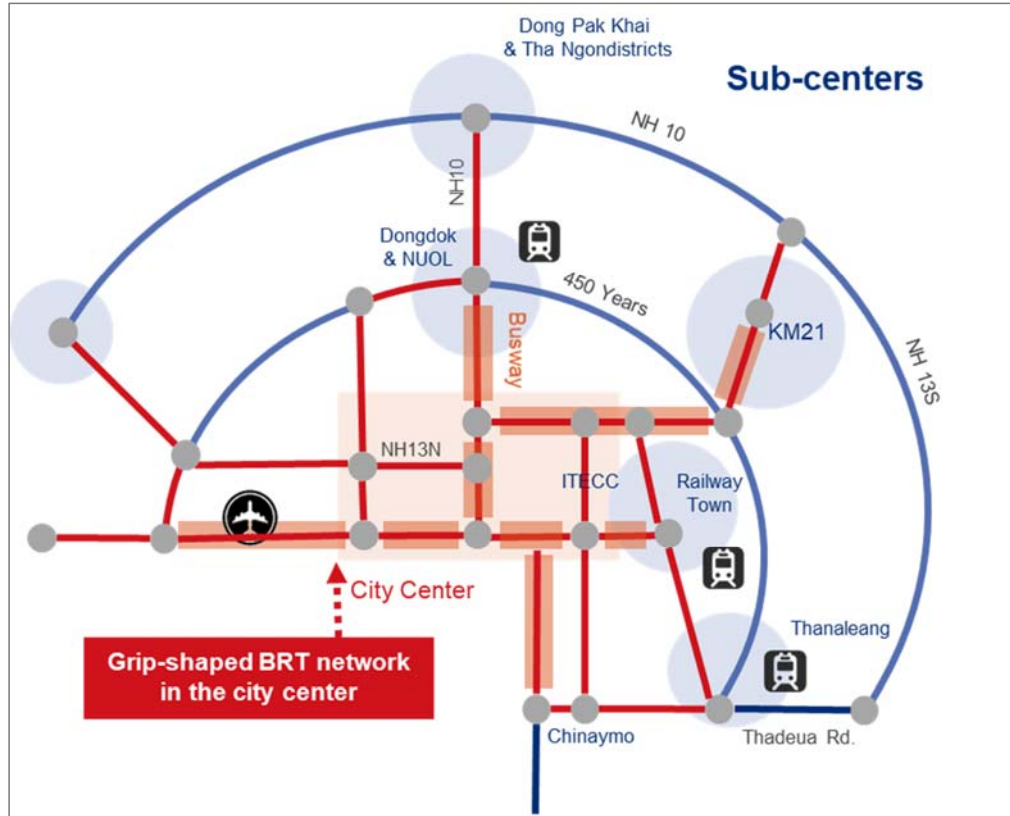 Dong Pak Khai
& Tha Ngondistricts
Sub-centers
NH 10
NH10
Dongdok
& NUOL
450 Years
Busway
KM21
NH 13S
NH13N
ITECC
Railway
Town
City Center
Grip-shaped BRT network
in the city center
Thanaleang
Chinaymo
Thadeua Rd.